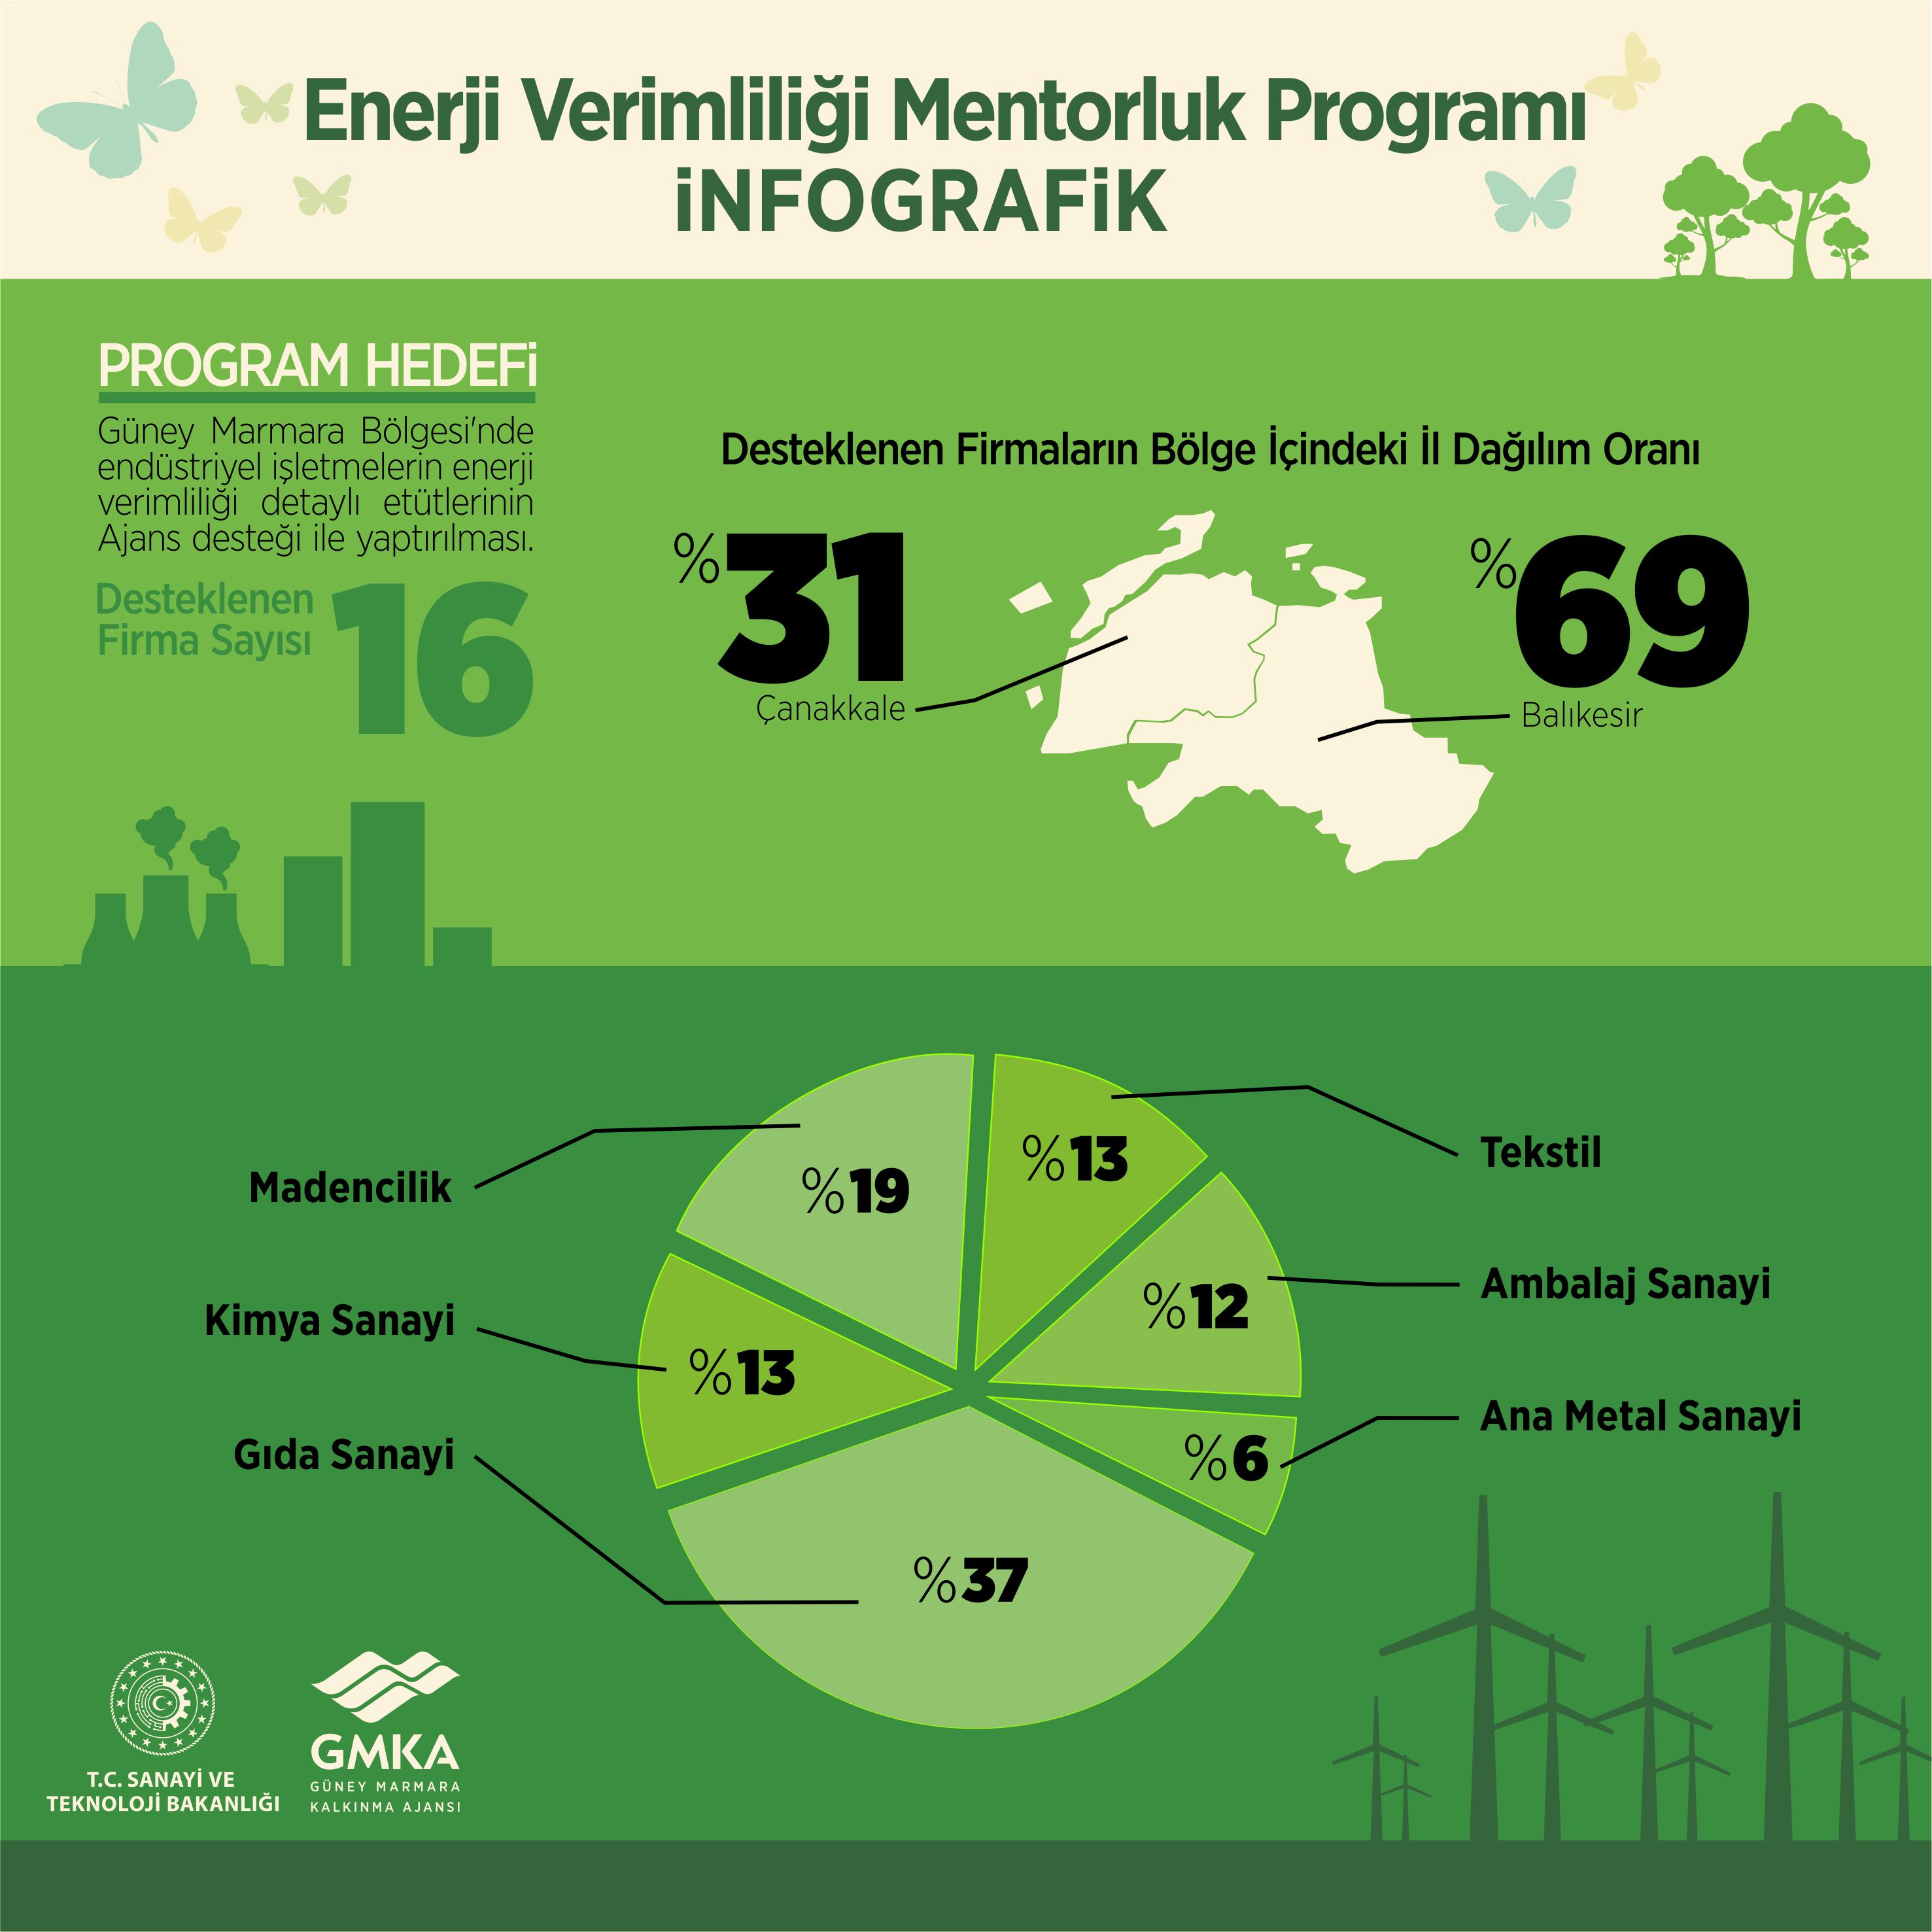 Enerji Verimliliği Mentorluk Programı
iNFOGRAFiK
PROGRAM HEDEFi
Güney Marmara Bölgesi'nde
endüstriyel işletmelerin enerji
verimliliği detaylı etütlerinin
Ajans desteği ile yaptırılması.
Desteklenen
Firma Sayısı
16
Desteklenen Firmaların Bölge İçindeki İl Dağılım Oranı
%31
Çanakkale
%69
Balıkesir
Madencilik
%19
%13
Tekstil
Kimya Sanayi
%13
%12
Ambalaj Sanayi
Gıda Sanayi
%37
%6
Ana Metal Sanayi
T.C. SANAYİ VE
TEKNOLOJİ BAKANLIĞI
GMKA
GÜNEY MARMARA
KALKINMA AJANSI